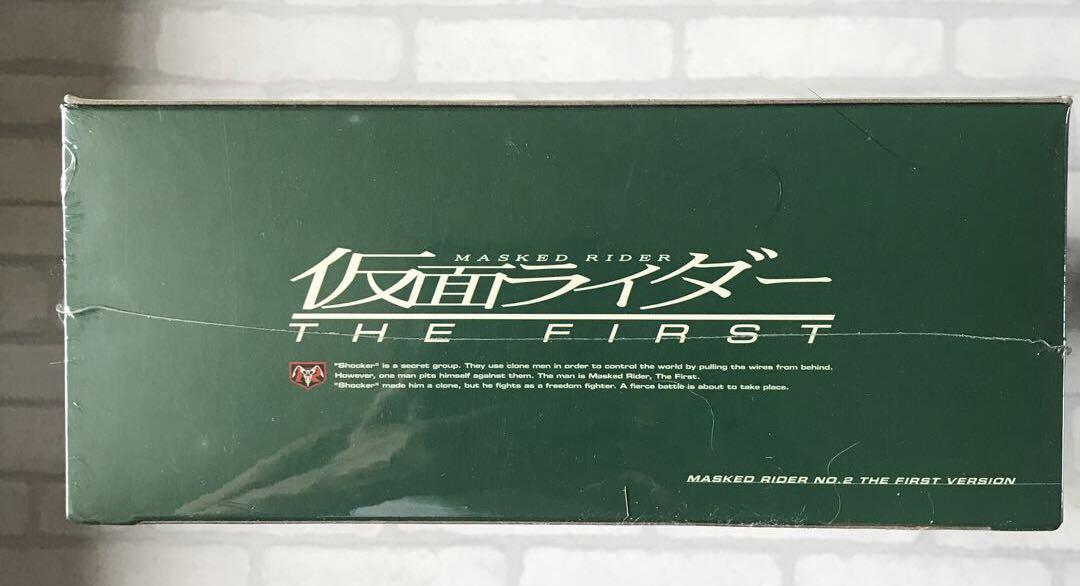 MASKED RIDER
仮面ライダー
THE FIRST
"Shocker" is a secret group. They use clone men in order to control the world by pulling the wires from behind.
However, one man pits himself against them. The man is Masked Rider, The First.
"Shocker" made him a clone, but he fights as a freedom fighter. A fierce battle is about to take place.
MASKED RIDER NO.2 THE FIRST VERSION